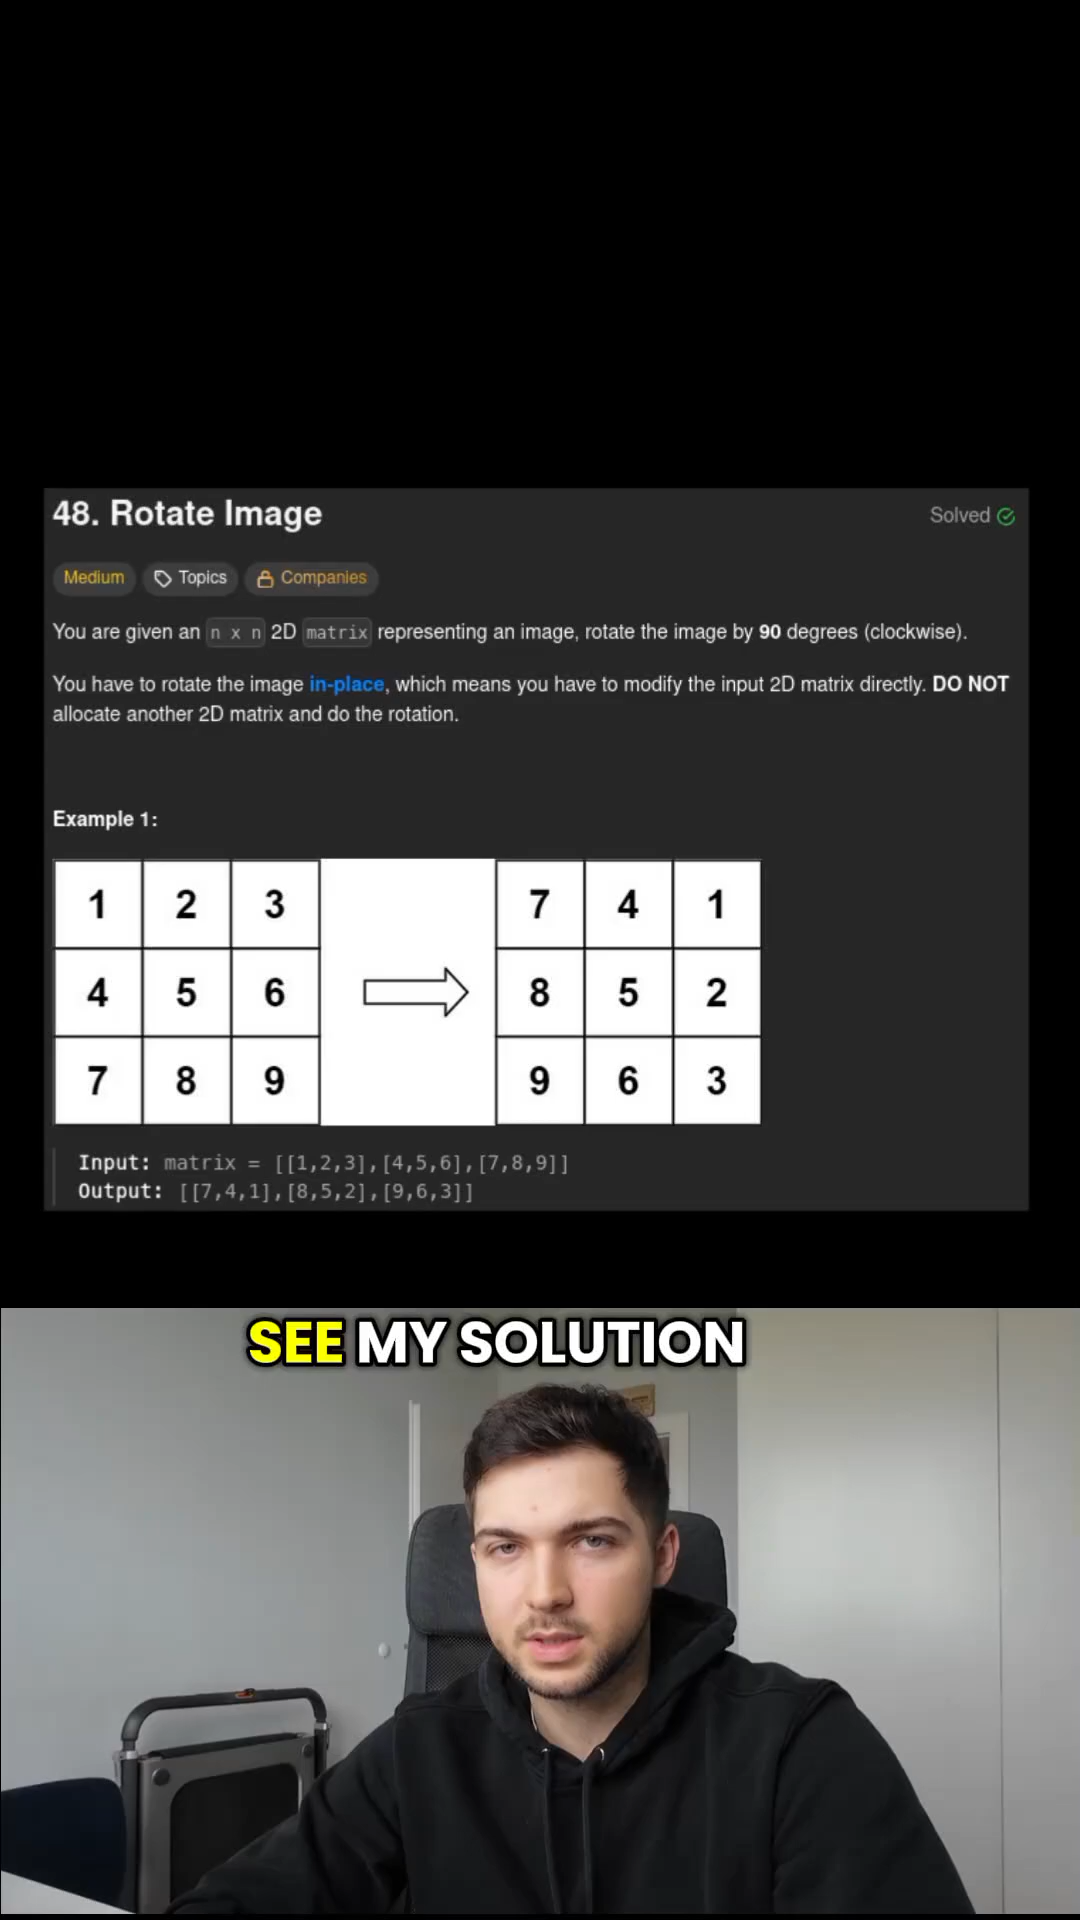 48. Rotate Image
Solved
Medium
Topics
Companies
You are given an n x n 2D matrix representing an image, rotate the image by 90 degrees (clockwise).
You have to rotate the image in-place, which means you have to modify the input 2D matrix directly. DO NOT
allocate another 2D matrix and do the rotation.
Example 1:
1 2 3 7 4 1
4 5 6 8 5 2
7 8 9 9 6 3
Input: matrix = [[1,2,3],[4,5,6],[7,8,9]]
Output: [[7,4,1],[8,5,2],[9,6,3]]
SEE MY SOLUTION